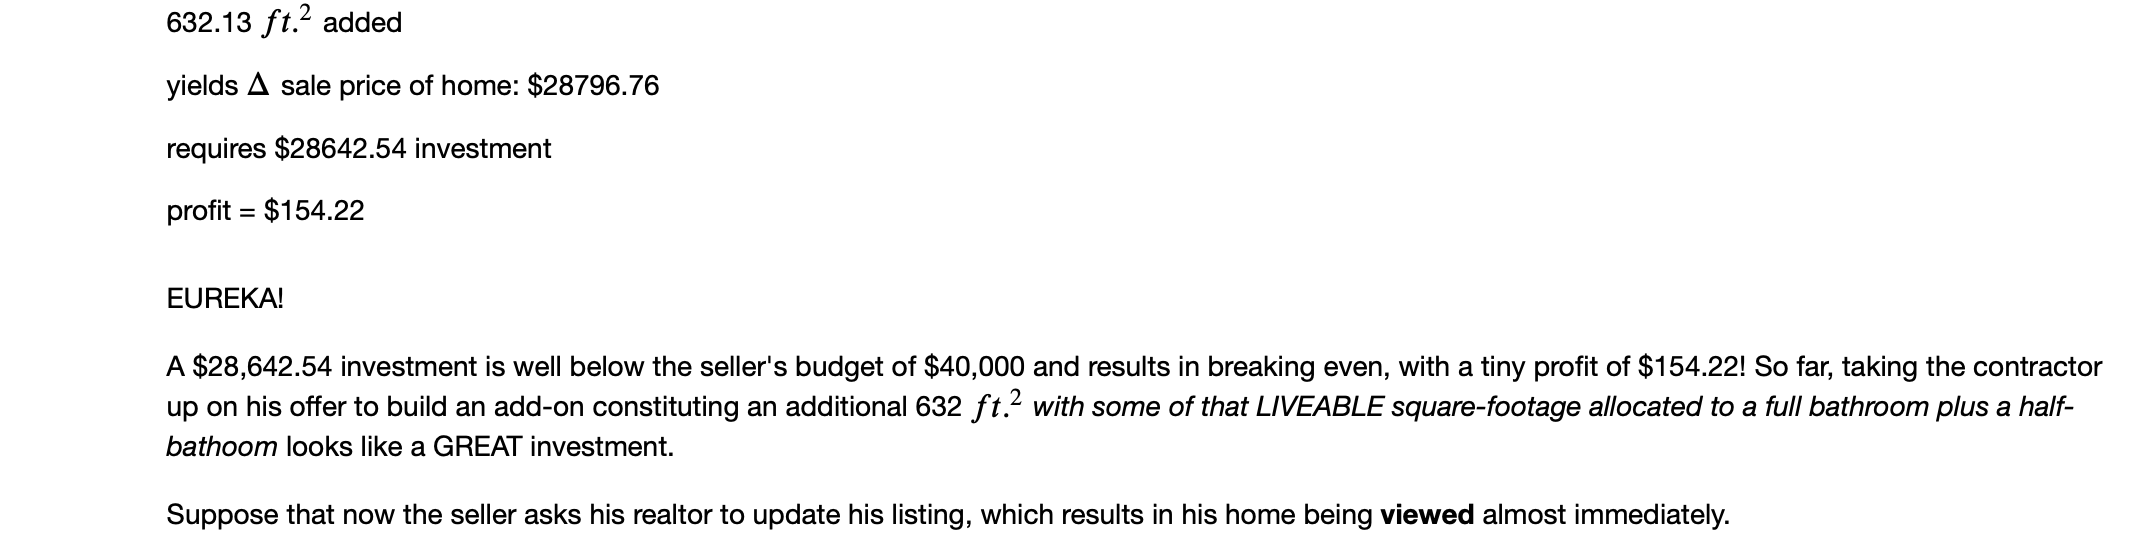 632.13 ft.² added
yields Δ sale price of home: $28796.76
requires $28642.54 investment
profit = $154.22
EUREKA!
A $28,642.54 investment is well below the seller's budget of $40,000 and results in breaking even, with a tiny profit of $154.22! So far, taking the contractor
up on his offer to build an add-on constituting an additional 632 ft.² with some of that LIVEABLE square-footage allocated to a full bathroom plus a half-
bathoom looks like a GREAT investment.
Suppose that now the seller asks his realtor to update his listing, which results in his home being viewed almost immediately.